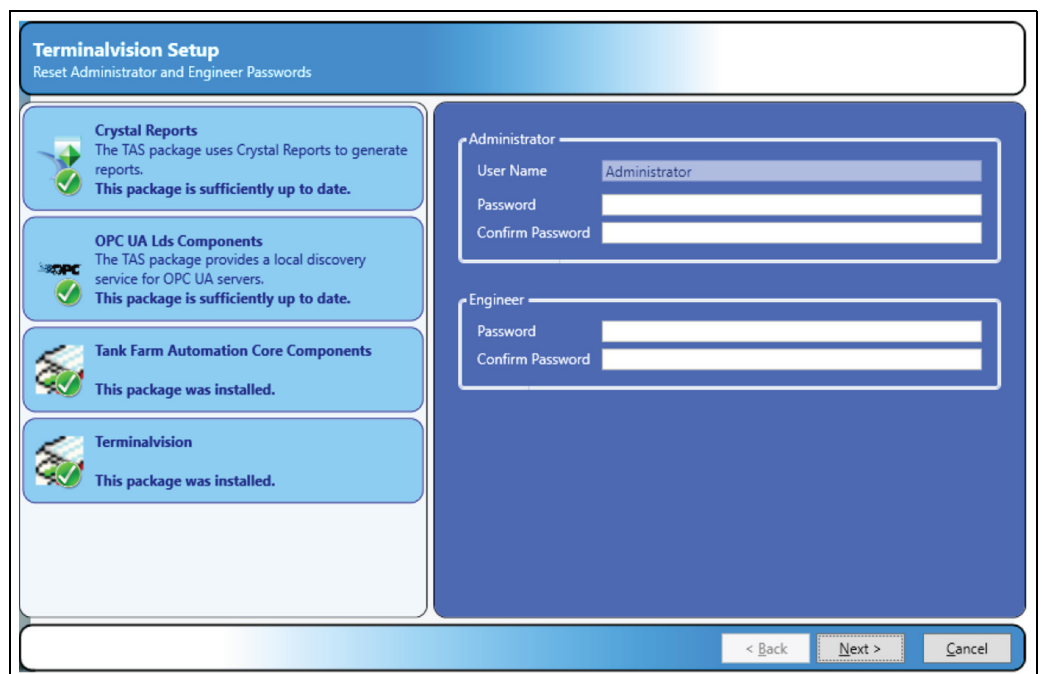 Terminalvision Setup
Reset Administrator and Engineer Passwords
Crystal Reports
The TAS package uses Crystal Reports to generate
reports.
This package is sufficiently up to date.
OPC
OPC UA Lds Components
The TAS package provides a local discovery
service for OPC UA servers.
This package is sufficiently up to date.
Tank Farm Automation Core Components
This package was installed.
Terminalvision
This package was installed.
Administrator
User Name
Administrator
Password
Confirm Password
Engineer
Password
Confirm Password
< Back
Next >
Cancel